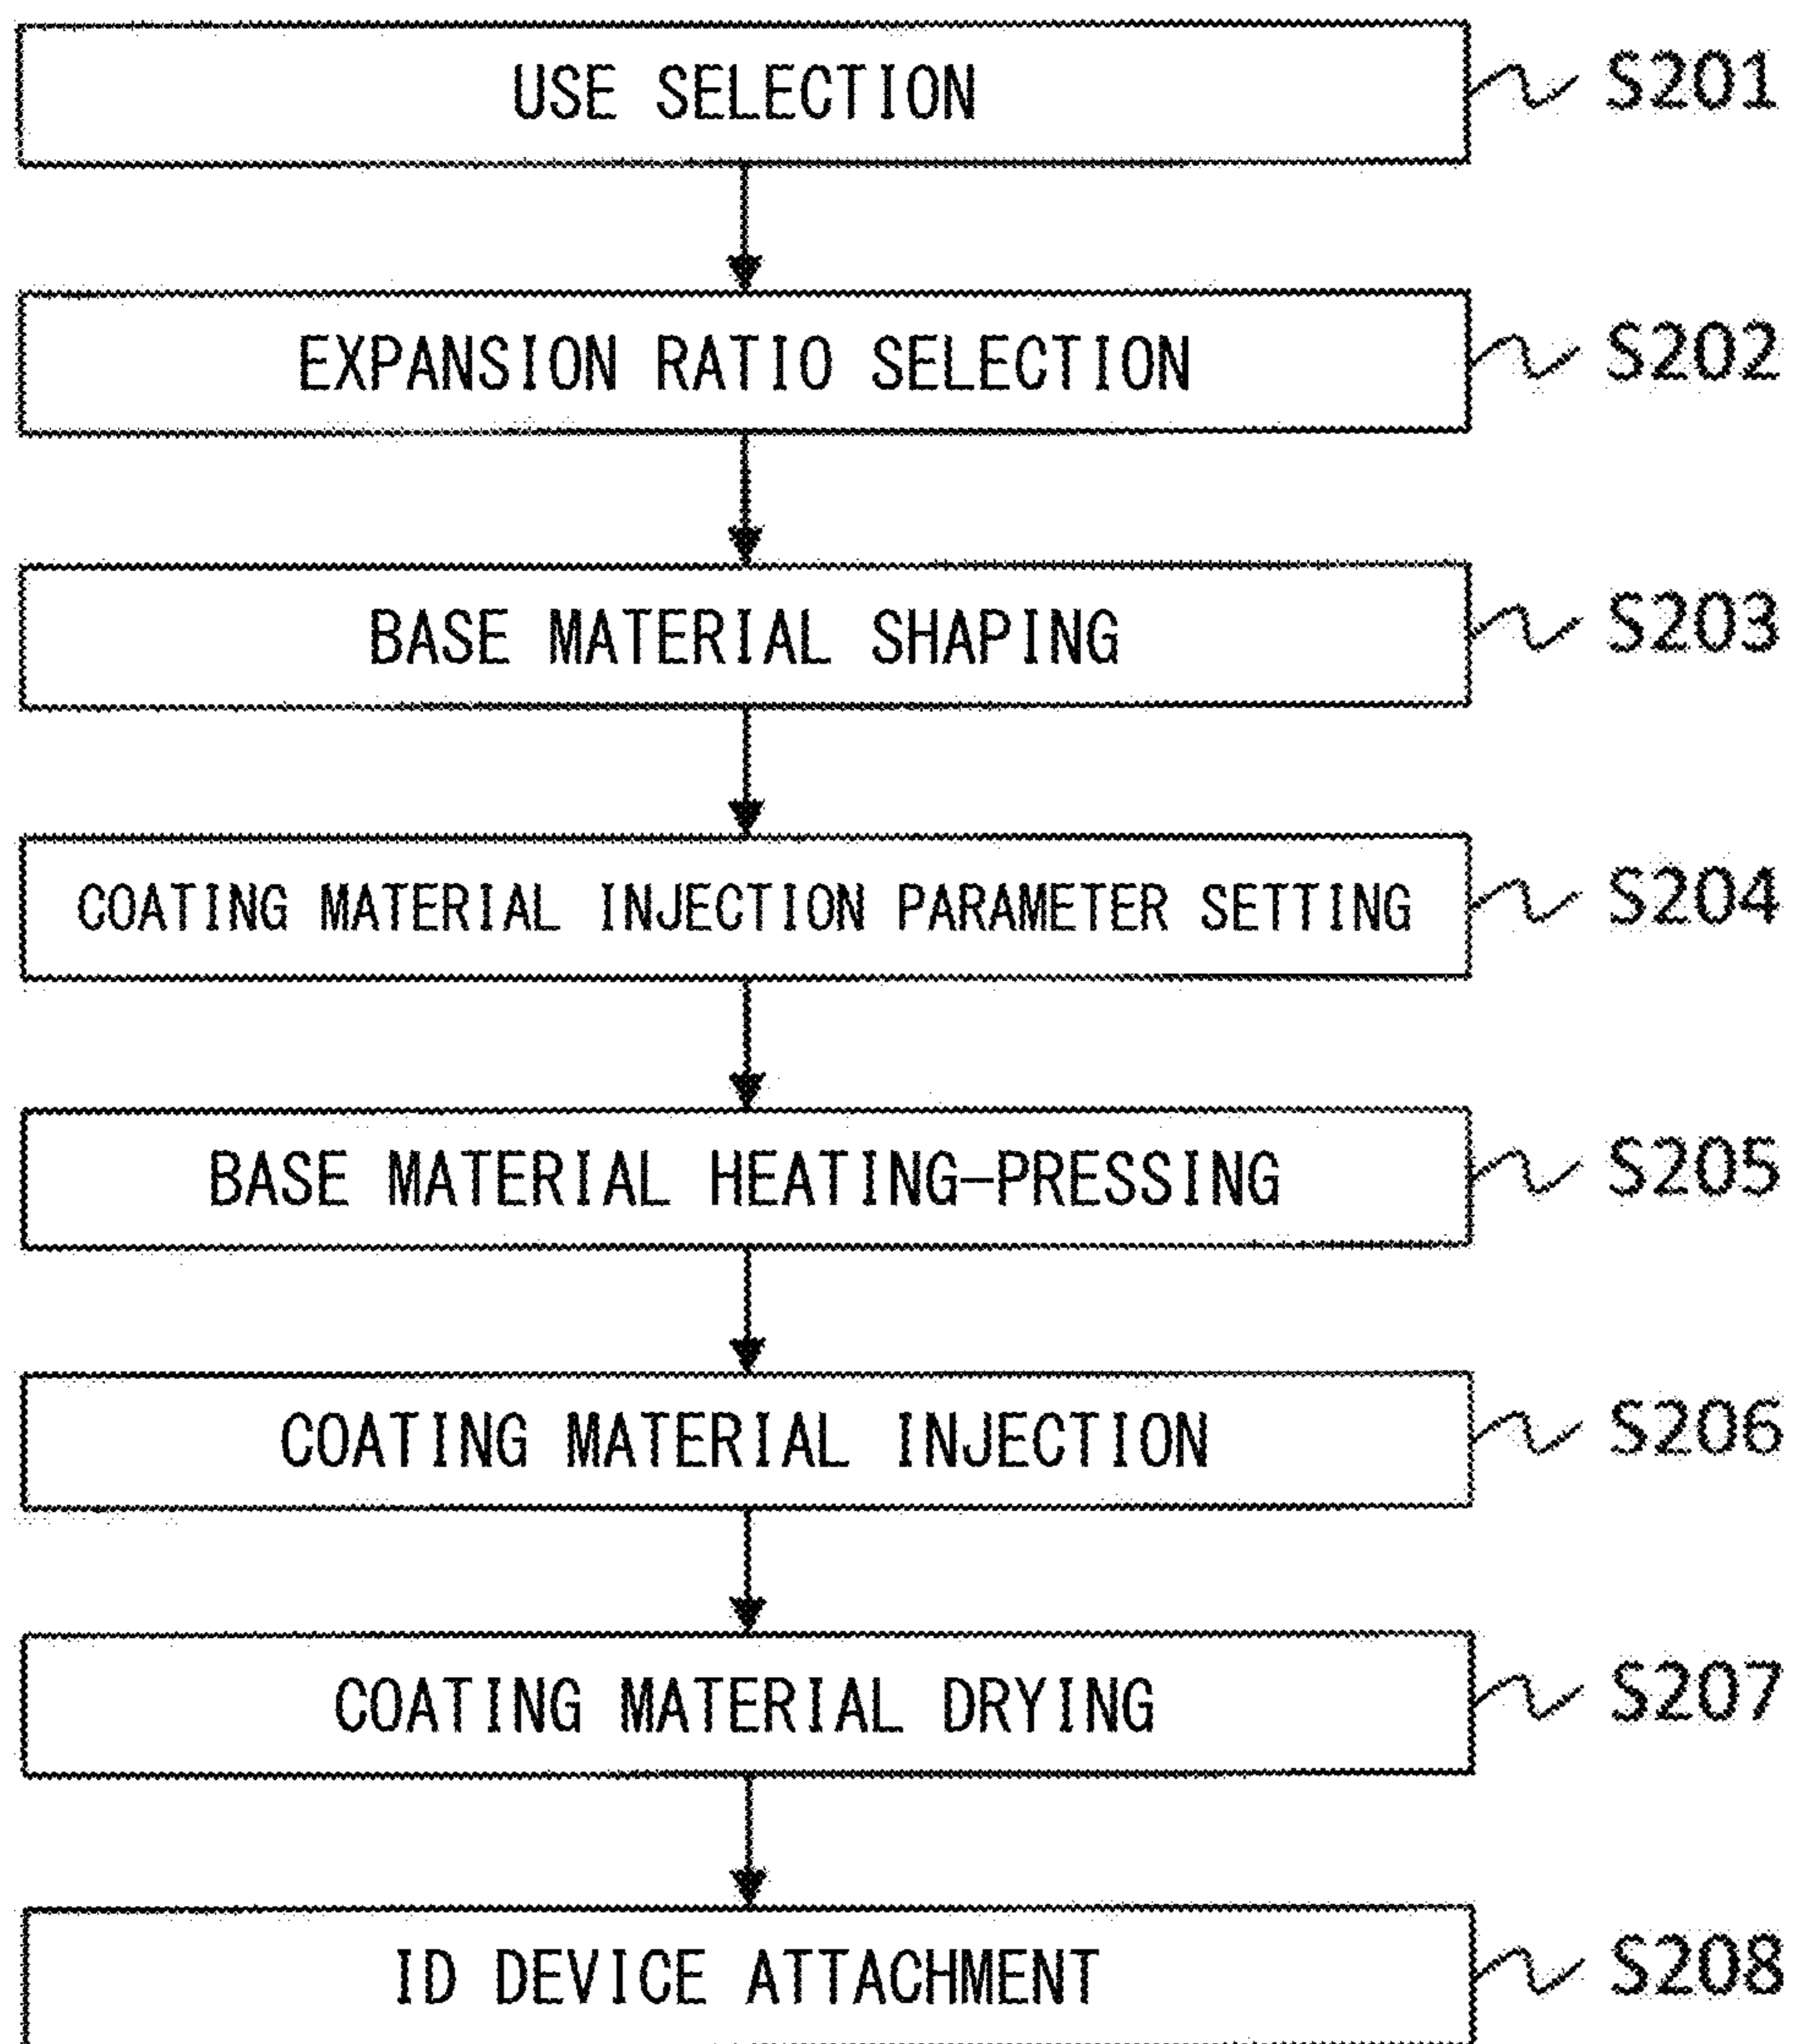 USE SELECTION S201
EXPANSION RATIO SELECTION S202
BASE MATERIAL SHAPING S203
COATING MATERIAL INJECTION PARAMETER SETTING S204
BASE MATERIAL HEATING-PRESSING S205
COATING MATERIAL INJECTION S206
COATING MATERIAL DRYING S207
ID DEVICE ATTACHMENT S208